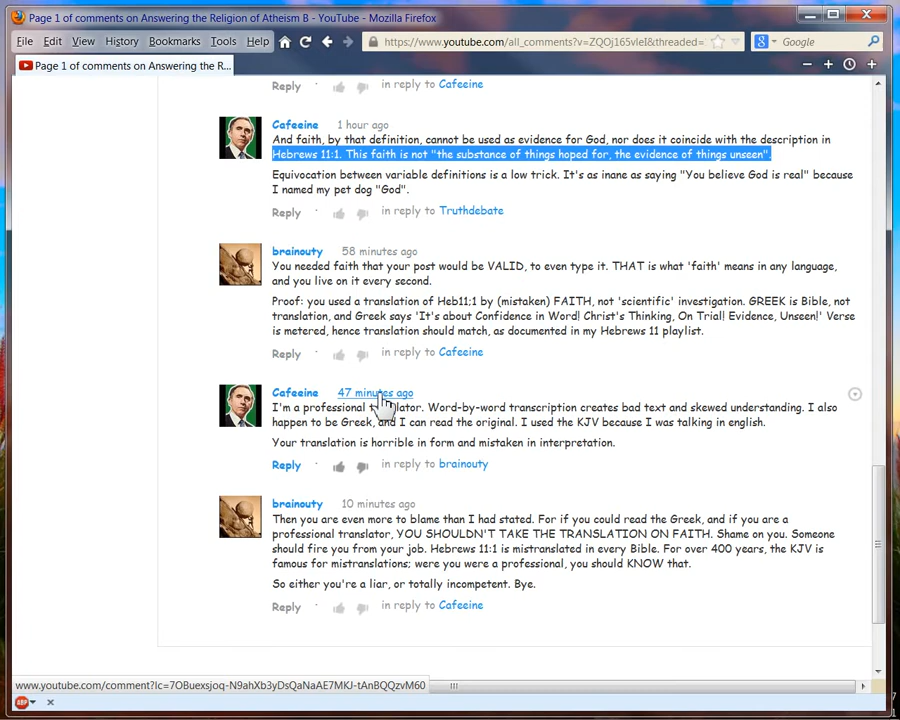 Page 1 of comments on Answering the Religion of Atheism B - YouTube - Mozilla Firefox
File Edit View History Bookmarks Tools Help
https://www.youtube.com/all_comments?v=ZQOj165vIeI&threaded=
Google
Page 1 of comments on Answering the R...
Reply · in reply to Cafeeine
Cafeeine 1 hour ago
And faith, by that definition, cannot be used as evidence for God, nor does it coincide with the description in
Hebrews 11:1. This faith is not "the substance of things hoped for, the evidence of things unseen".
Equivocation between variable definitions is a low trick. It's as inane as saying "You believe God is real" because
I named my pet dog "God".
Reply · in reply to Truthdebate
brainouty 58 minutes ago
You needed faith that your post would be VALID, to even type it. THAT is what 'faith' means in any language,
and you live on it every second.
Proof: you used a translation of Heb11;1 by (mistaken) FAITH, not 'scientific' investigation. GREEK is Bible, not
translation, and Greek says 'It's about Confidence in Word! Christ's Thinking, On Trial! Evidence, Unseen!' Verse
is metered, hence translation should match, as documented in my Hebrews 11 playlist.
Reply · in reply to Cafeeine
Cafeeine 47 minutes ago
I'm a professional translator. Word-by-word transcription creates bad text and skewed understanding. I also
happen to be Greek, and I can read the original. I used the KJV because I was talking in english.
Your translation is horrible in form and mistaken in interpretation.
Reply · in reply to brainouty
brainouty 10 minutes ago
Then you are even more to blame than I had stated. For if you could read the Greek, and if you are a
professional translator, YOU SHOULDN'T TAKE THE TRANSLATION ON FAITH. Shame on you. Someone
should fire you from your job. Hebrews 11:1 is mistranslated in every Bible. For over 400 years, the KJV is
famous for mistranslations; were you were a professional, you should KNOW that.
So either you're a liar, or totally incompetent. Bye.
Reply · in reply to Cafeeine
www.youtube.com/comment?lc=7OBuexsjoq-N9ahXb3yDsQaNaAE7MKJ-tAnBQQzvM60
ABP